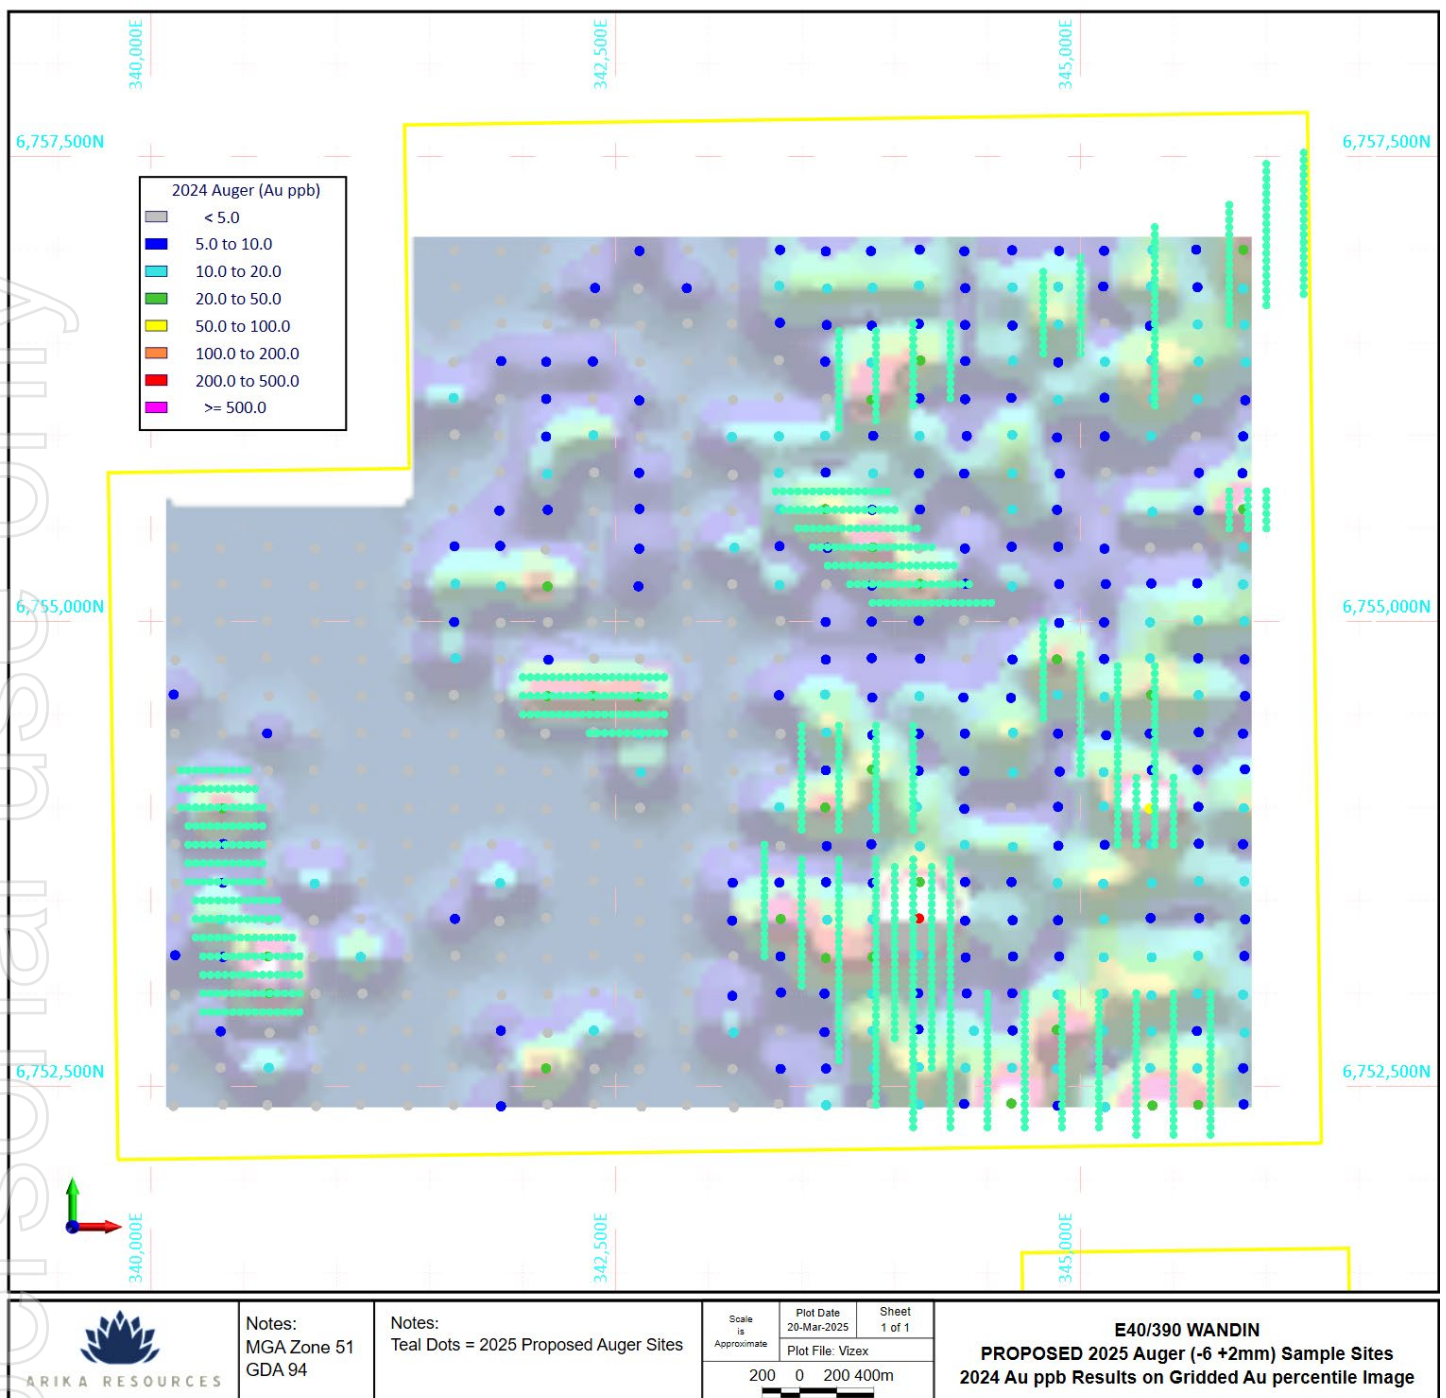 340,000E
342,500E
345,000E
6,757,500N
6,757,500N
2024 Auger (Au ppb)
< 5.0
5.0 to 10.0
10.0 to 20.0
20.0 to 50.0
50.0 to 100.0
100.0 to 200.0
200.0 to 500.0
>= 500.0
6,755,000N
6,755,000N
6,752,500N
6,752,500N
340,000E
342,500E
345,000E
personal use only
ARIKA RESOURCES
Notes:
MGA Zone 51
GDA 94
Notes:
Teal Dots = 2025 Proposed Auger Sites
Scale
is
Approximate
Plot Date
20-Mar-2025
Sheet
1 of 1
Plot File: Vizex
200 0 200 400m
E40/390 WANDIN
PROPOSED 2025 Auger (-6 +2mm) Sample Sites
2024 Au ppb Results on Gridded Au percentile Image